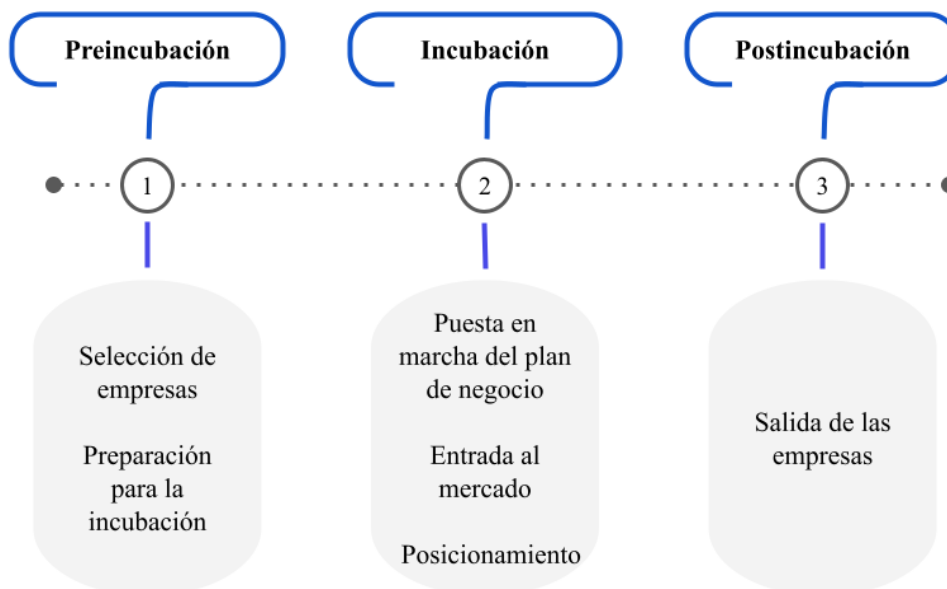 Preincubación
Incubación
Postincubación
1
2
3
Selección de
empresas
Preparación
para la
incubación
Puesta en
marcha del plan
de negocio
Entrada al
mercado
Posicionamiento
Salida de las
empresas